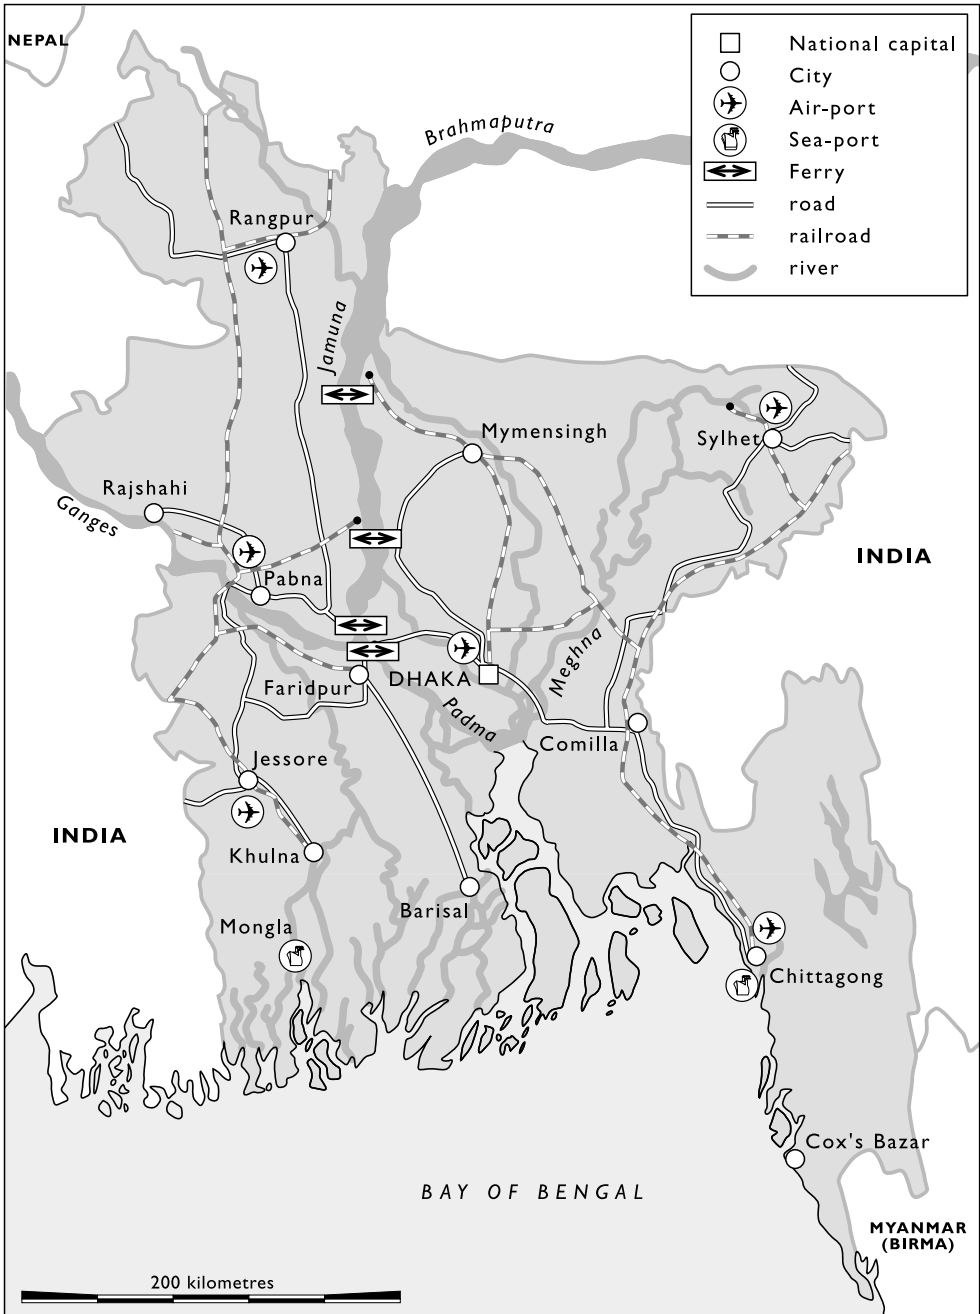 NEPAL
National capital
City
Air-port
Sea-port
Ferry
road
railroad
river
Brahmaputra
Rangpur
Jamuna
Mymensingh
Sylhet
Rajshahi
Ganges
INDIA
Pabna
Meghna
DHAKA
Faridpur
Padma
Comilla
Jessore
INDIA
Khulna
Barisal
Mongla
Chittagong
Cox's Bazar
BAY OF BENGAL
MYANMAR
(BIRMA)
200 kilometres